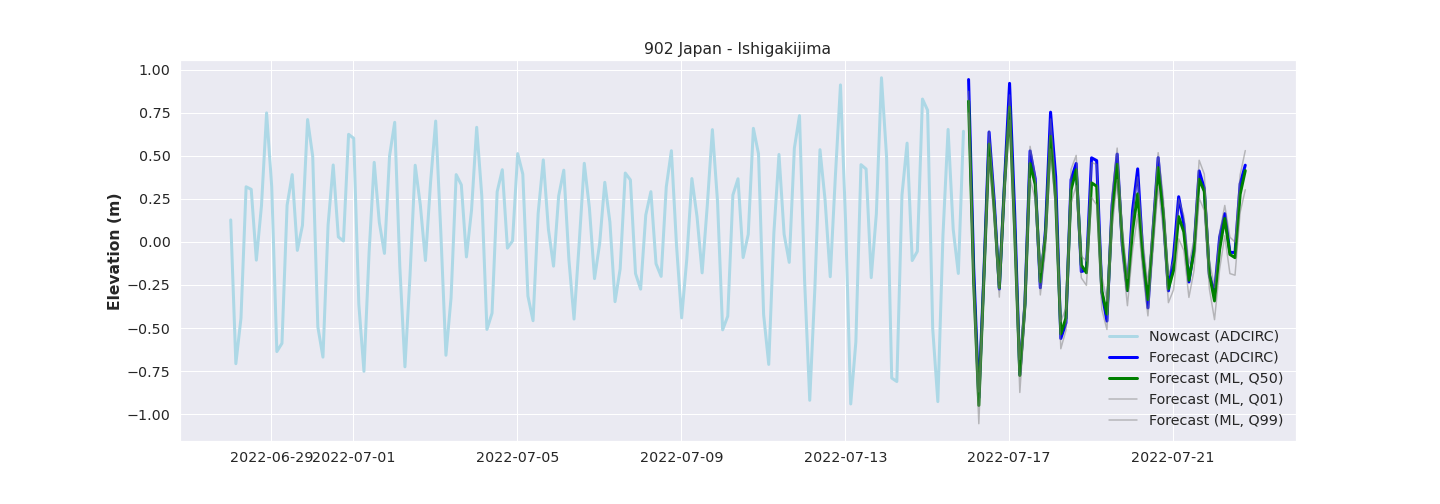 902 Japan - Ishigakijima
1.00
0.75
0.50
0.25
0.00
−0.25
−0.50
−0.75
−1.00
Elevation (m)
Nowcast (ADCIRC)
Forecast (ADCIRC)
Forecast (ML, Q50)
Forecast (ML, Q01)
Forecast (ML, Q99)
2022-06-29 2022-07-01 2022-07-05 2022-07-09 2022-07-13 2022-07-17 2022-07-21